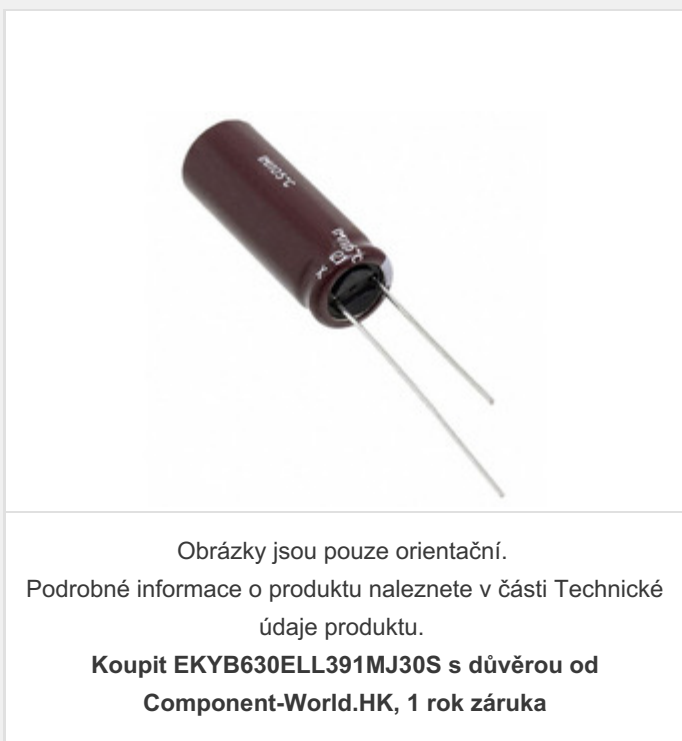 Obrázky jsou pouze orientační.
Podrobné informace o produktu naleznete v části Technické
údaje produktu.
Koupit EKYB630ELL391MJ30S s důvěrou od
Component-World.HK, 1 rok záruka